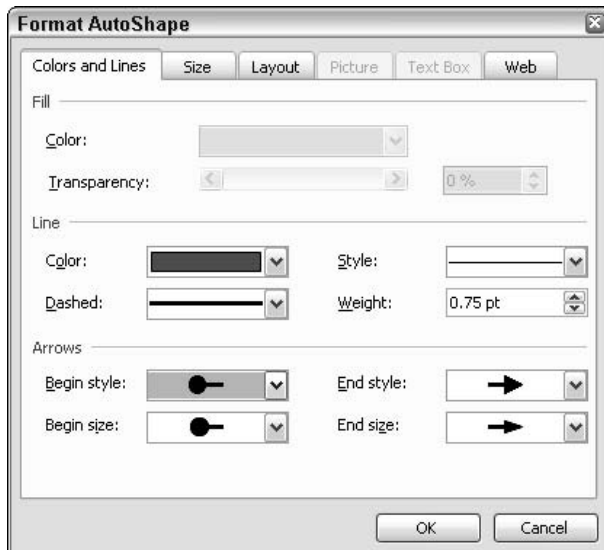 Format AutoShape
Colors and Lines Size Layout Picture Text Box Web
Fill
Color:
Transparency: 0 %
Line
Color: Style:
Dashed: Weight: 0.75 pt
Arrows
Begin style: End style:
Begin size: End size:
OK Cancel